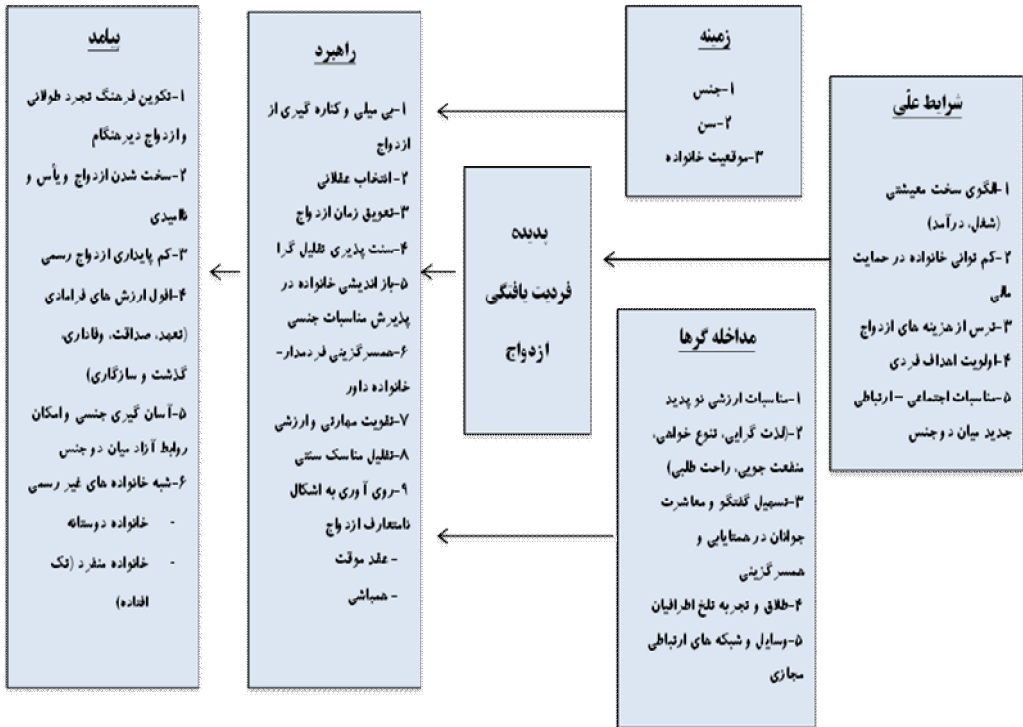 شرایط علّی
۱-الگوی سخت معیشتی
(شغل، درآمد)
۲-کم توانی خانواده در حمایت
مالی
۳-ترس از هزینه های ازدواج
۴-اولویت اهداف فردی
۵-مناسبات اجتماعی – ارتباطی
جدید میان دو جنس
زمینه
۱-جنس
۲-سن
۳-موقعیت خانواده
پدیده
فردیت یافتگی
ازدواج
مداخله گرها
۱-مناسبات ارزشی نو پدید
۲-(لذت گرایی، تنوع خواهی،
منفعت جویی، راحت طلبی)
۳-تسهیل گفتگو و معاشرت
جوانان در همتایابی و
همسر گزینی
۴-طلاق و تجربه تلخ اطرافیان
۵-وسایل و شبکه های ارتباطی
مجازی
راهبرد
۱-بی میلی و کناره گیری از
ازدواج
۲-انتخاب عقلانی
۳-تعویق زمان ازدواج
۴-سنت پذیری تقلیل گرا
۵-باز اندیشی خانواده در
پذیرش مناسبات جنسی
۶-همسرگزینی فردمدار-
خانواده داور
۷-تقویت مهارتی و ارزشی
۸-تقلیل مناسک سنتی
۹-روی آوری به اشکال
نامتعارف ازدواج
- عقد موقت
- همباشی
پیامد
۱-تکوین فرهنگ تجرد طولانی
و ازدواج دیرهنگام
۲-سخت شدن ازدواج و یأس و
ناامیدی
۳-کم پایداری ازدواج رسمی
۴-افول ارزش های فرامادی
(تعهد، صداقت، وفاداری،
گذشت و سازگاری)
۵-آسان گیری جنسی و امکان
روابط آزاد میان دو جنس
۶-شبه خانواده های غیر رسمی
- خانواده دوستانه
- خانواده منفرد (تک
افتاده)